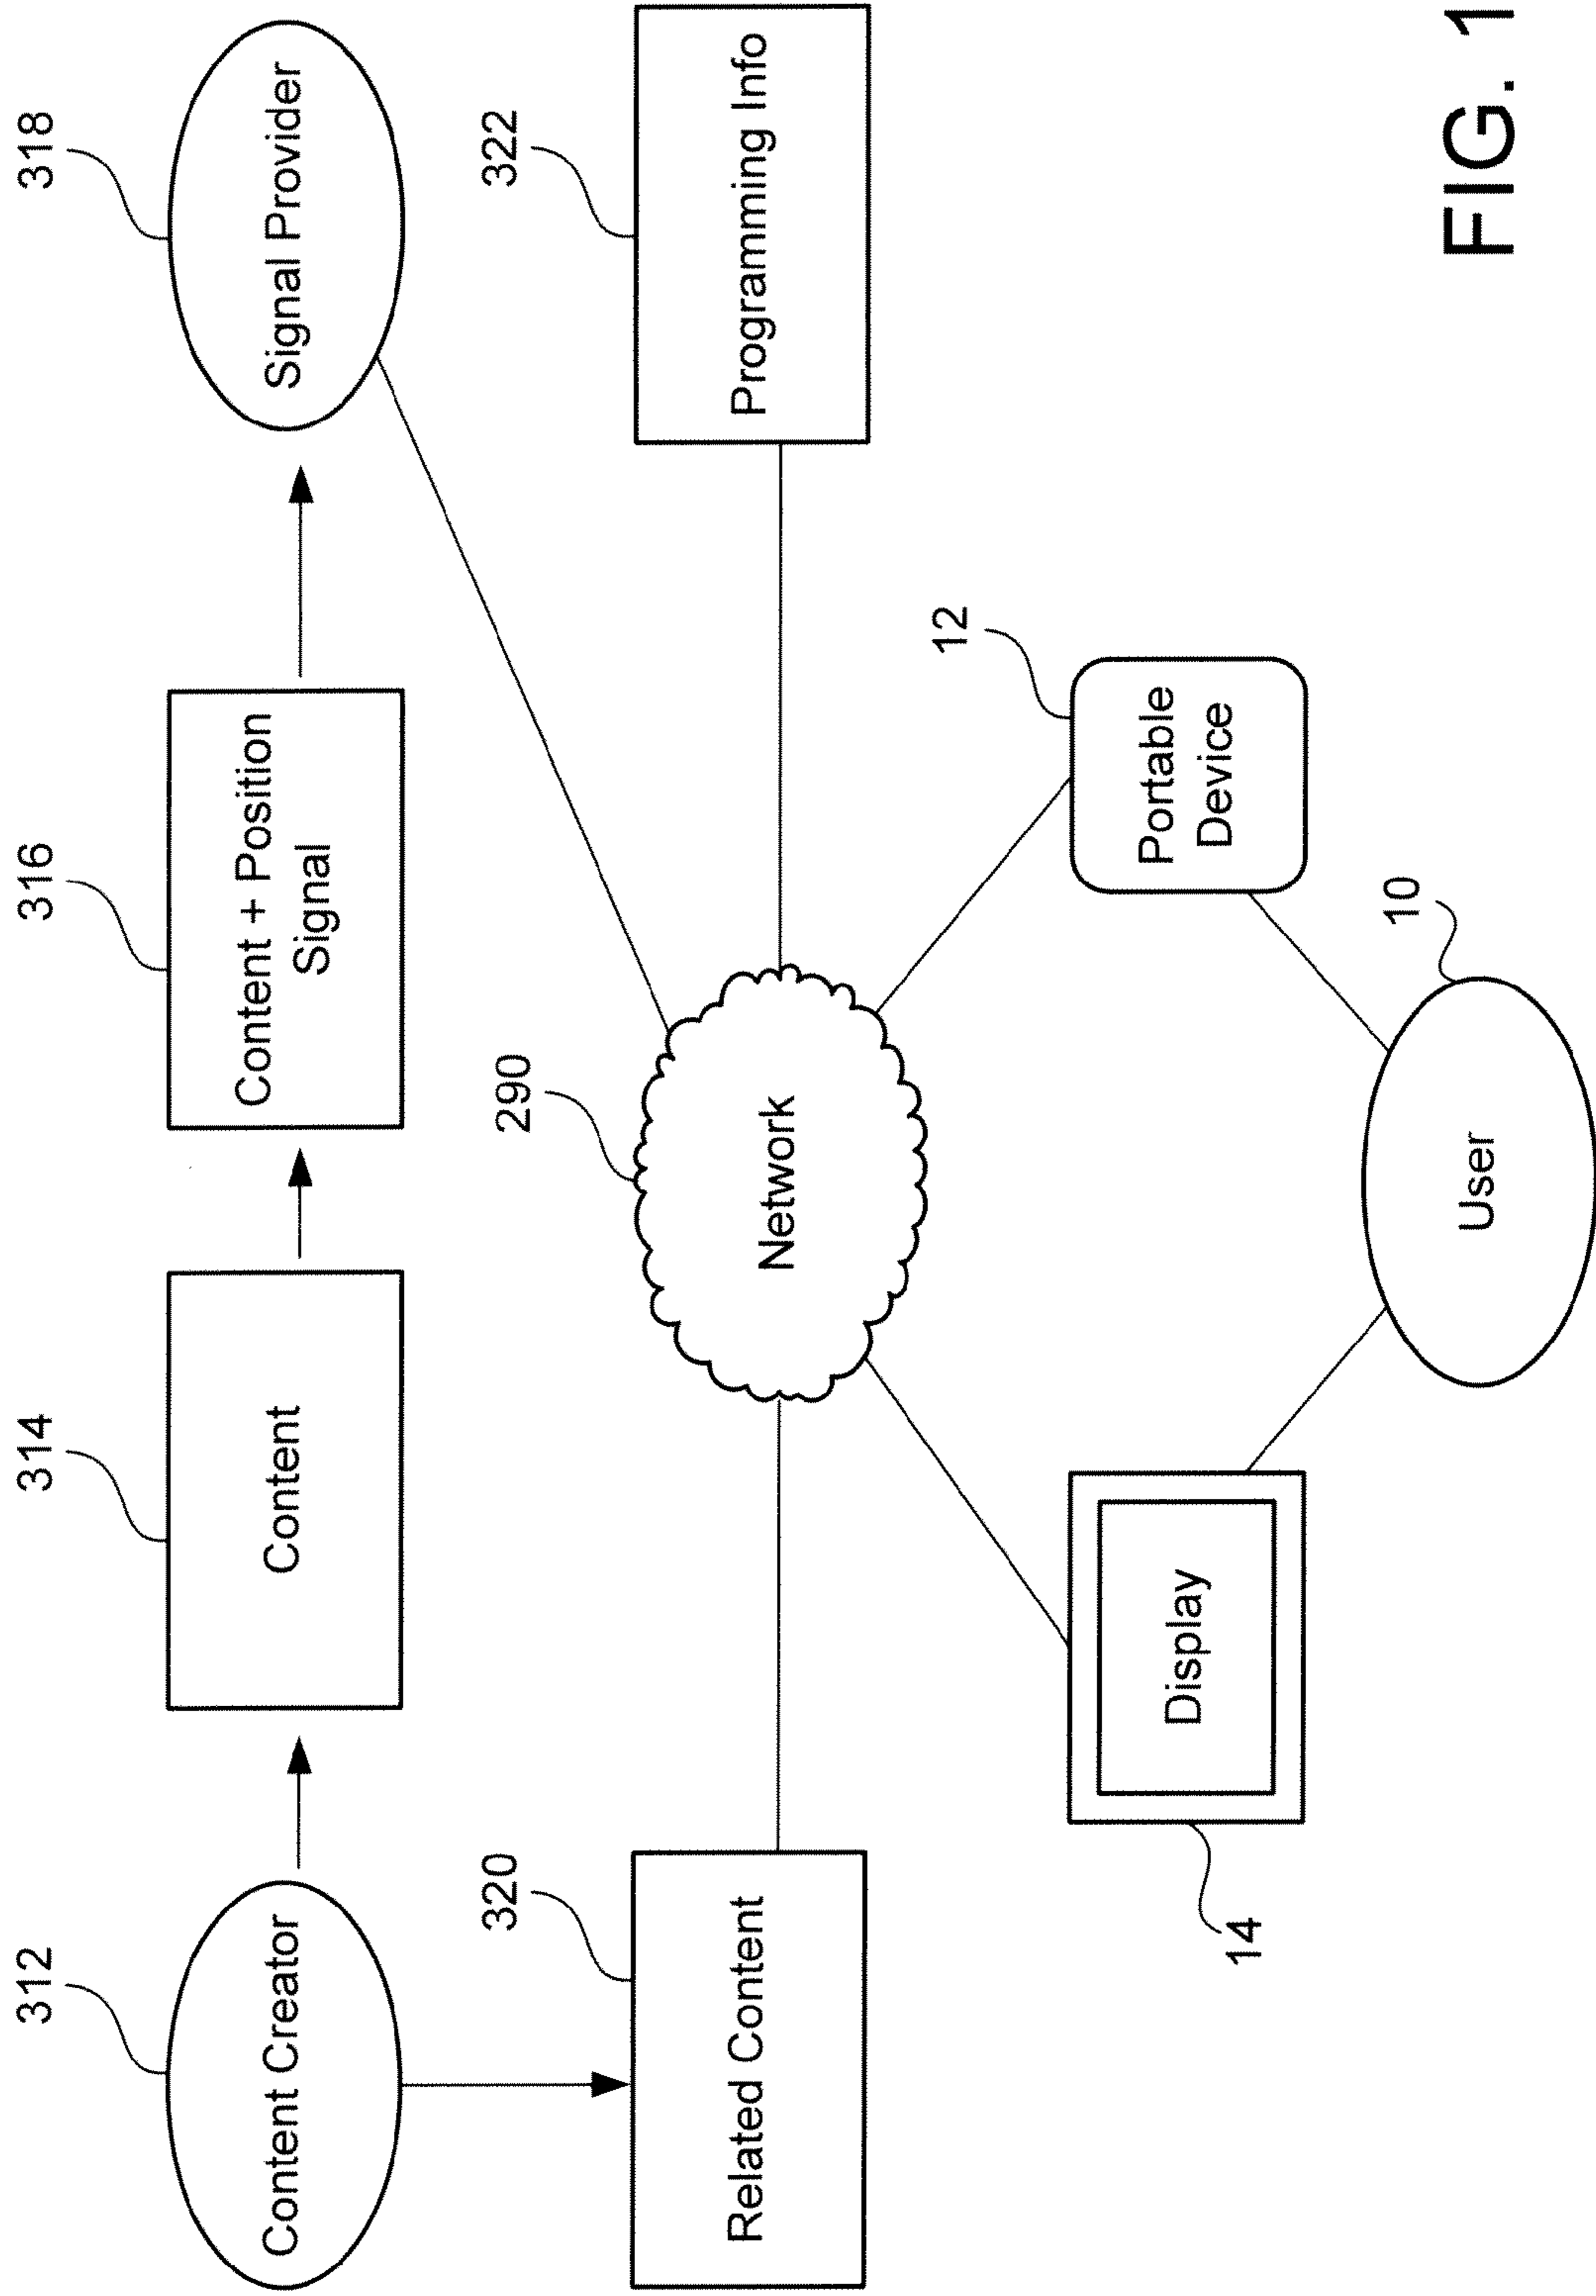 312
314
316
318
Content Creator
Content
Content + Position
Signal
Signal Provider
320
290
322
Related Content
Network
Programming Info
12
Display
Portable
Device
14
10
User
FIG. 1